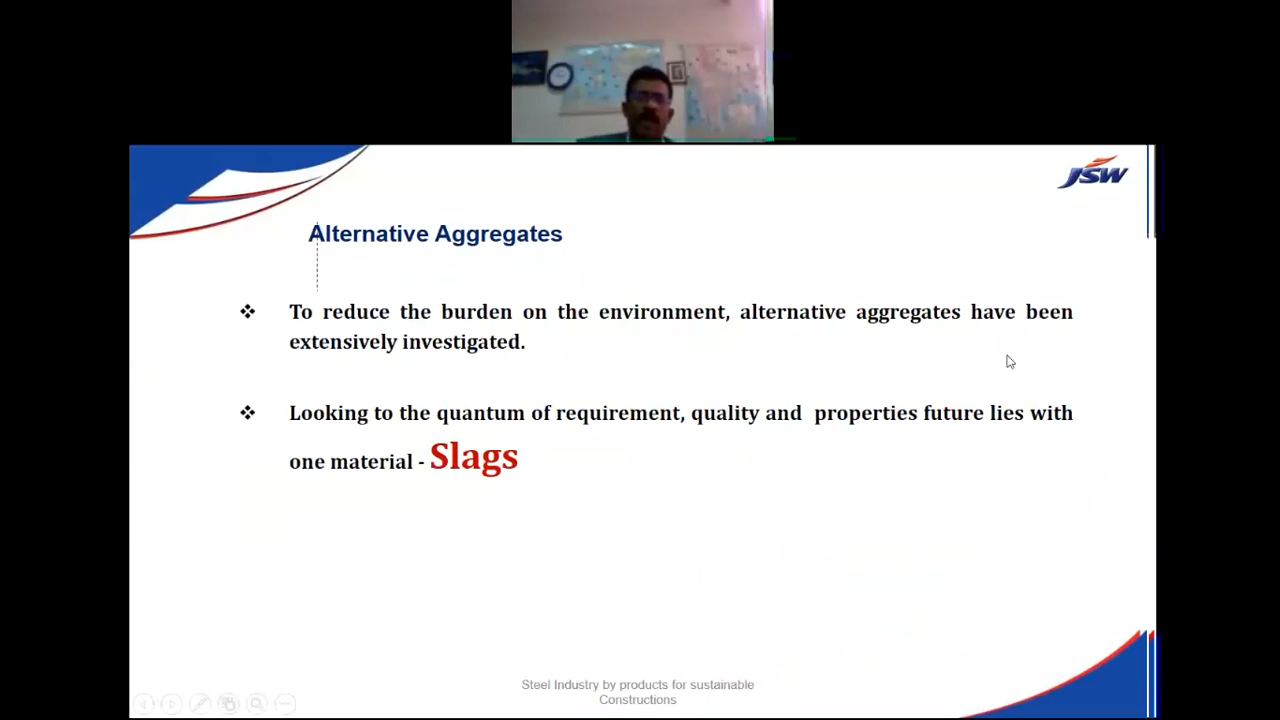 JSW
Alternative Aggregates
❖ To reduce the burden on the environment, alternative aggregates have been
extensively investigated.
❖ Looking to the quantum of requirement, quality and properties future lies with
one material - Slags
Steel Industry by products for sustainable
Constructions